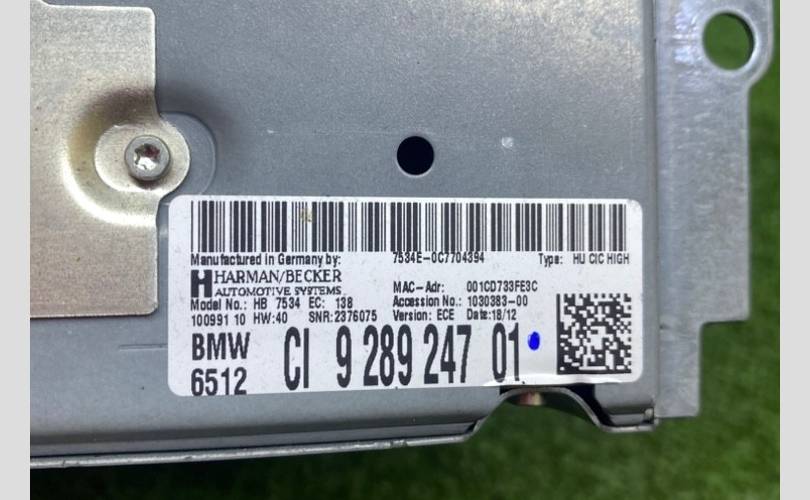 Manufactured in Germany by: 7534E-0C7704394 Type: HU CIC HIGH
HARMAN/BECKER
AUTOMOTIVE SYSTEMS
MAC-Adr: 001CD733FE3C
Model No.: HB 7534 EC: 138 Accession No.: 1030383-00
100991 10 HW:40 SNR:2376075 Version: ECE Date:18/12
BMW CI 9 289 247 01
6512